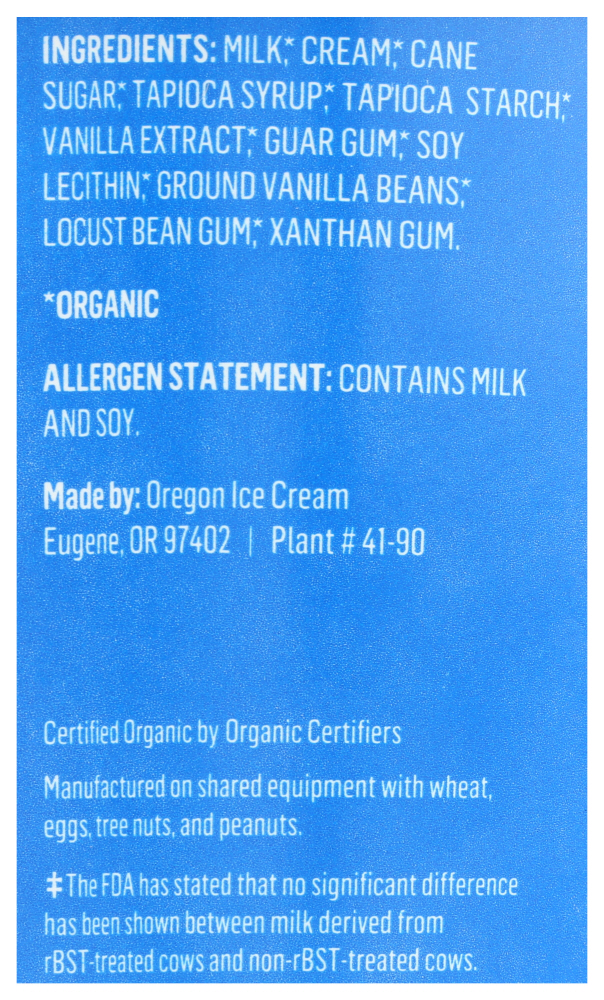 INGREDIENTS: MILK,* CREAM,* CANE
SUGAR,* TAPIOCA SYRUP,* TAPIOCA STARCH,*
VANILLA EXTRACT,* GUAR GUM,* SOY
LECITHIN,* GROUND VANILLA BEANS,*
LOCUST BEAN GUM,* XANTHAN GUM.
*ORGANIC
ALLERGEN STATEMENT: CONTAINS MILK
AND SOY.
Made by: Oregon Ice Cream
Eugene, OR 97402 | Plant # 41-90
Certified Organic by Organic Certifiers
Manufactured on shared equipment with wheat,
eggs, tree nuts, and peanuts.
‡The FDA has stated that no significant difference
has been shown between milk derived from
rBST-treated cows and non-rBST-treated cows.